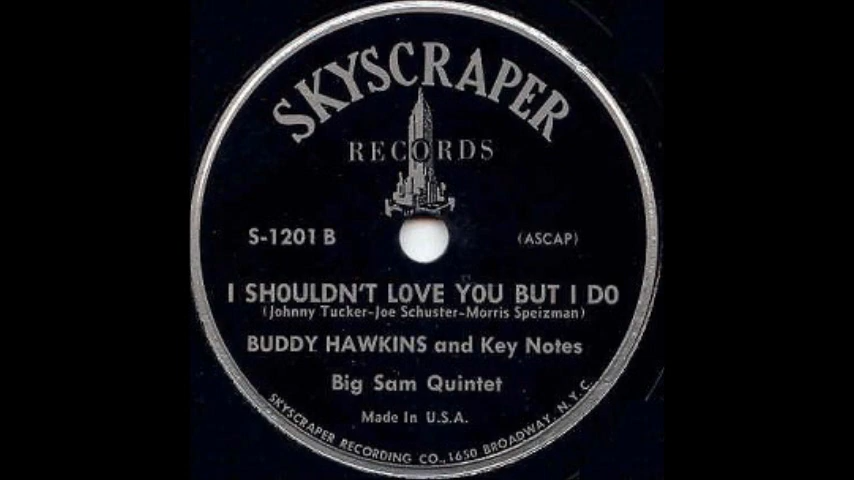 SKYSCRAPER
RECORDS
S-1201 B (ASCAP)
I SHOULDN'T LOVE YOU BUT I DO
(Johnny Tucker-Joe Schuster-Morris Speizman)
BUDDY HAWKINS and Key Notes
Big Sam Quintet
Made In U.S.A.
SKYSCRAPER RECORDING CO., 1650 BROADWAY, N.Y.C.